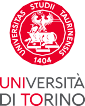 UNIVERSITAS STUDII TAURINENSIS
1404
UNIVERSITÀ
DI TORINO